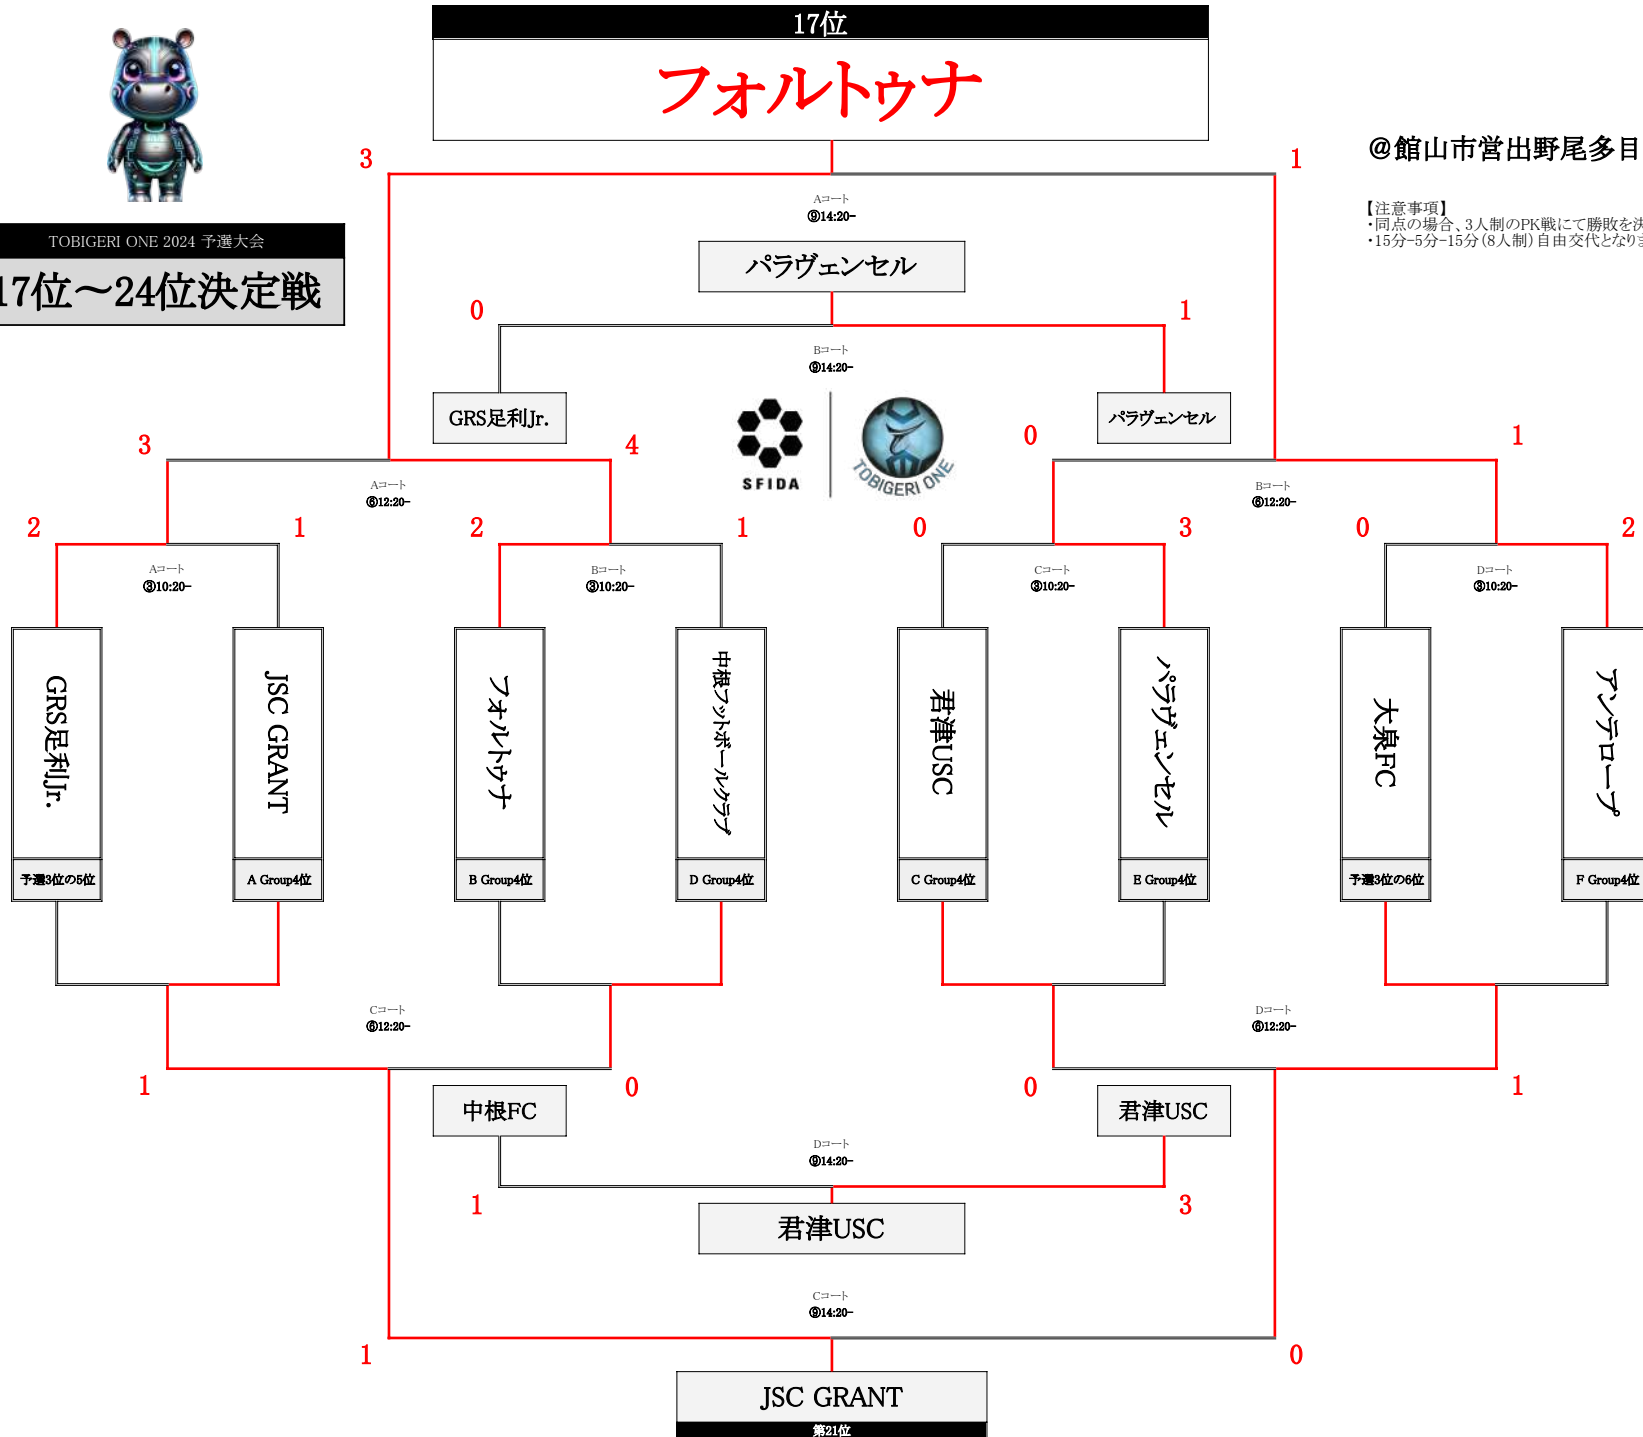 17位
フォルトゥナ
@館山市営出野尾多目
3
1
Aコート
⑨14:20-
【注意事項】
・同点の場合、3人制のPK戦にて勝敗を決
・15分-5分-15分(8人制)自由交代となりま
TOBIGERI ONE 2024 予選大会
17位～24位決定戦
パラヴェンセル
0
1
Bコート
⑨14:20-
GRS足利Jr.
パラヴェンセル
SFIDA
TOBIGERI ONE
3
4
0
1
Aコート
⑥12:20-
Bコート
⑥12:20-
2
1
2
1
0
3
0
2
Aコート
③10:20-
Bコート
③10:20-
Cコート
③10:20-
Dコート
③10:20-
GRS足利Jr.
JSC GRANT
フォルトゥナ
中根フットボールクラブ
君津USC
パラヴェンセル
大泉FC
アンテロープ
予選3位の5位
A Group4位
B Group4位
D Group4位
C Group4位
E Group4位
予選3位の6位
F Group4位
Cコート
⑥12:20-
Dコート
⑥12:20-
1
0
0
1
中根FC
君津USC
Dコート
⑨14:20-
1
3
君津USC
Cコート
⑨14:20-
1
0
JSC GRANT
第21位